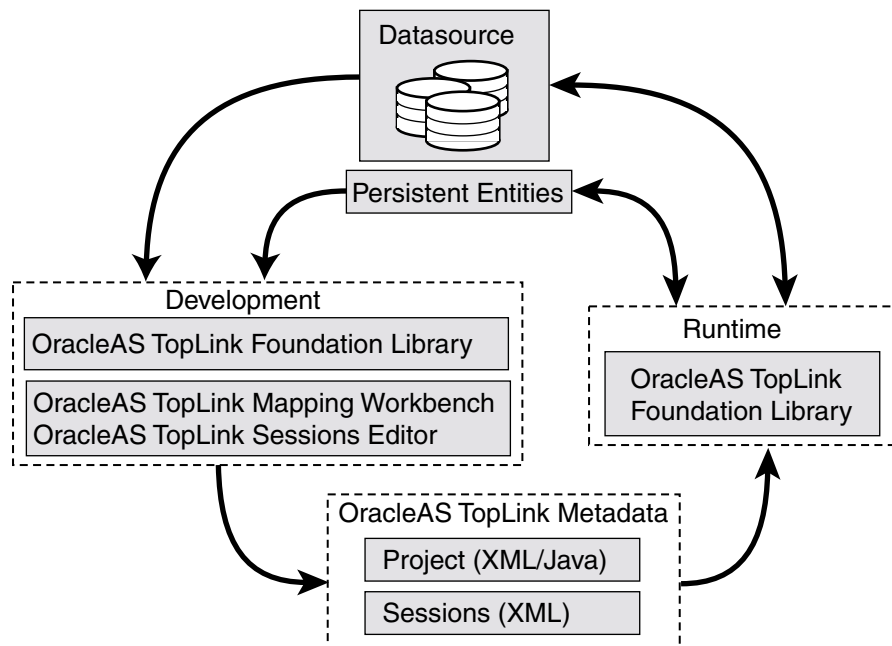 Datasource
Persistent Entities
Development
OracleAS TopLink Foundation Library
OracleAS TopLink Mapping Workbench
OracleAS TopLink Sessions Editor
Runtime
OracleAS TopLink
Foundation Library
OracleAS TopLink Metadata
Project (XML/Java)
Sessions (XML)